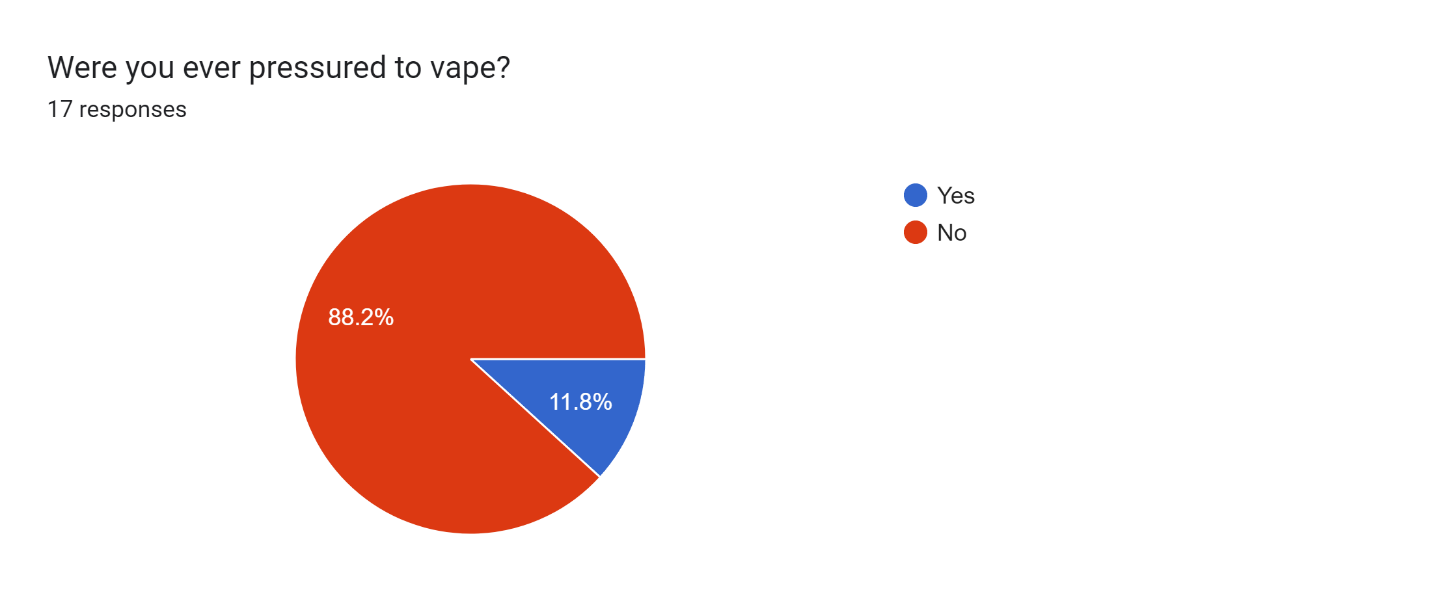 Were you ever pressured to vape?
17 responses
Yes
No
88.2%
11.8%